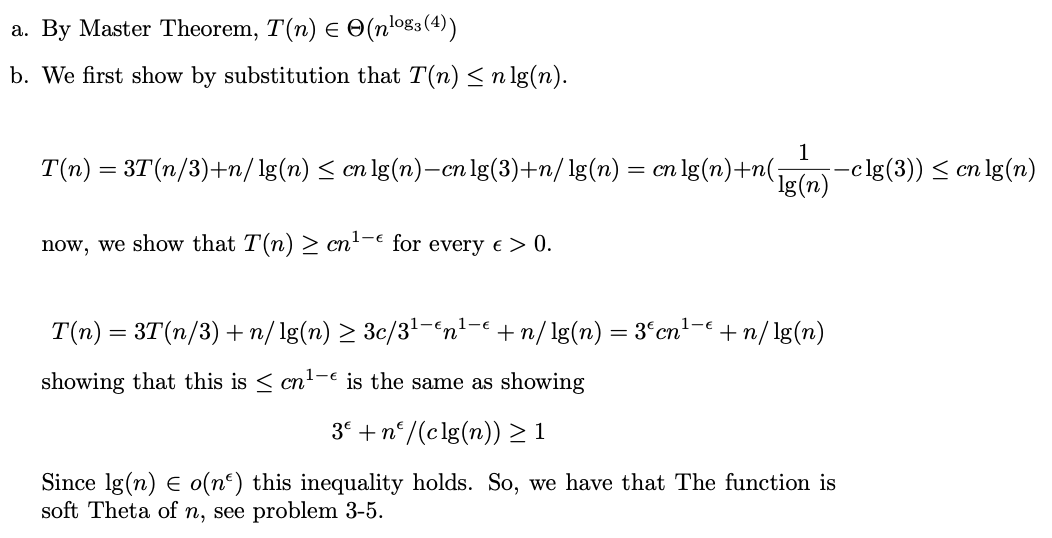 a. By Master Theorem, T(n) ∈ Θ(n^{log_3(4)})
b. We first show by substitution that T(n) ≤ n lg(n).
T(n) = 3T(n/3)+n/ lg(n) ≤ cn lg(n)−cn lg(3)+n/ lg(n) = cn lg(n)+n(\frac{1}{lg(n)}−c lg(3)) ≤ cn lg(n)
now, we show that T(n) ≥ cn^{1−ϵ} for every ϵ > 0.
T(n) = 3T(n/3) + n/ lg(n) ≥ 3c/3^{1−ϵ}n^{1−ϵ} + n/ lg(n) = 3^ϵcn^{1−ϵ} + n/ lg(n)
showing that this is ≤ cn^{1−ϵ} is the same as showing
3^ϵ + n^ϵ/(c lg(n)) ≥ 1
Since lg(n) ∈ o(n^ϵ) this inequality holds. So, we have that The function is
soft Theta of n, see problem 3-5.